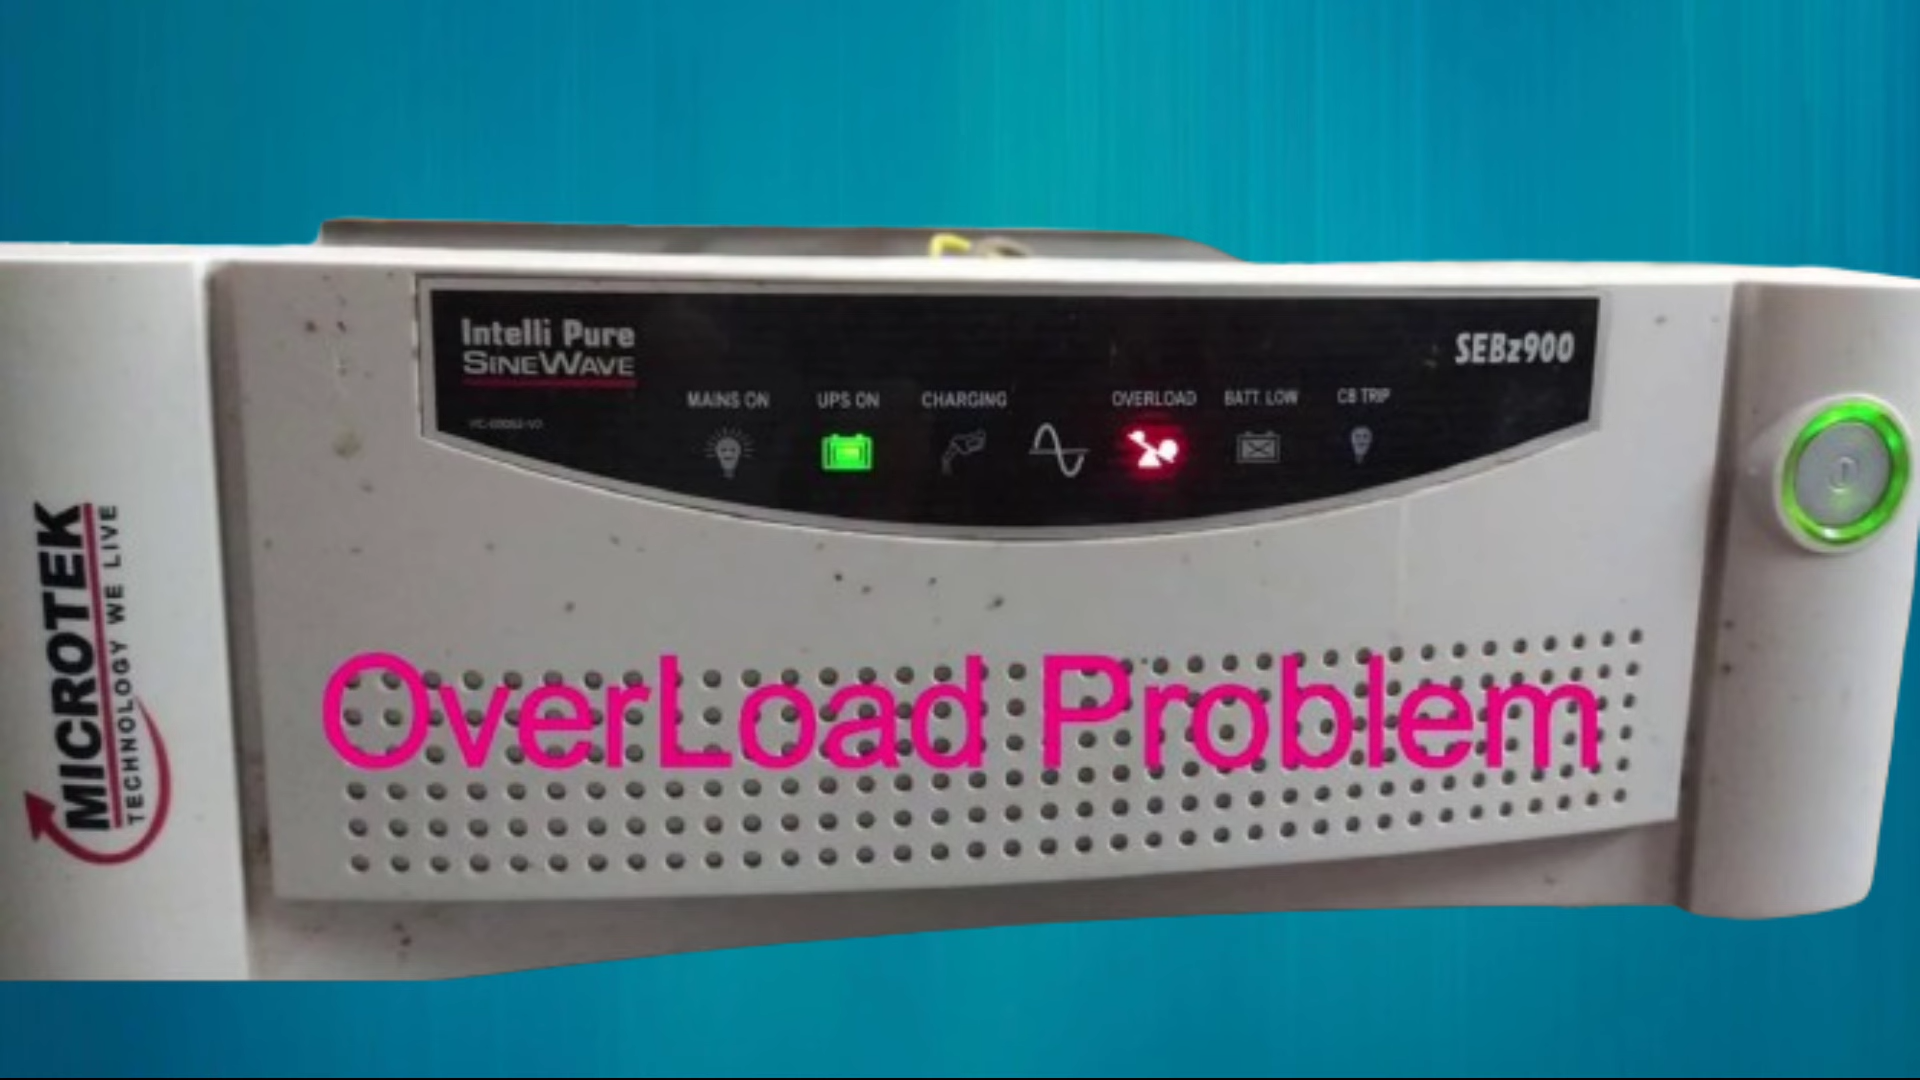 Intelli Pure
SINEWAVE
SEBz900
MAINS ON
UPS ON
CHARGING
OVERLOAD
BATT. LOW
CB TRIP
MICROTEK
TECHNOLOGY WE LIVE
OverLoad Problem